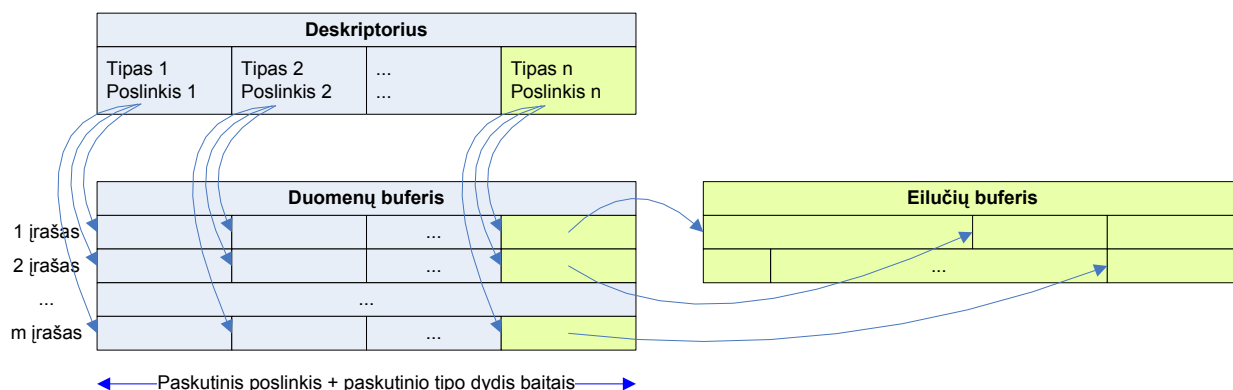 Deskriptorius
Tipas 1
Poslinkis 1
Tipas 2
Poslinkis 2
...
...
Tipas n
Poslinkis n
Duomenų buferis
Eilučių buferis
1 įrašas
...
2 įrašas
...
...
...
...
m įrašas
...
Paskutinis poslinkis + paskutinio tipo dydis baitais